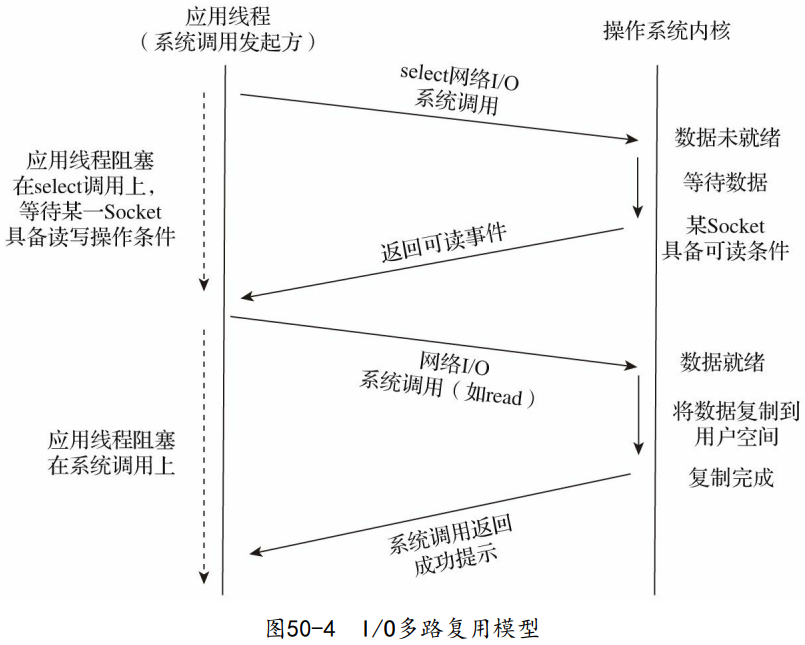 应用线程
（系统调用发起方）
操作系统内核
select网络I/O
系统调用
数据未就绪
应用线程阻塞
在select调用上，
等待某一Socket
具备读写操作条件
等待数据
某Socket
具备可读条件
返回可读事件
网络I/O
系统调用（如read）
数据就绪
将数据复制到
用户空间
应用线程阻塞
在系统调用上
复制完成
系统调用返回
成功提示
图50-4 I/O多路复用模型